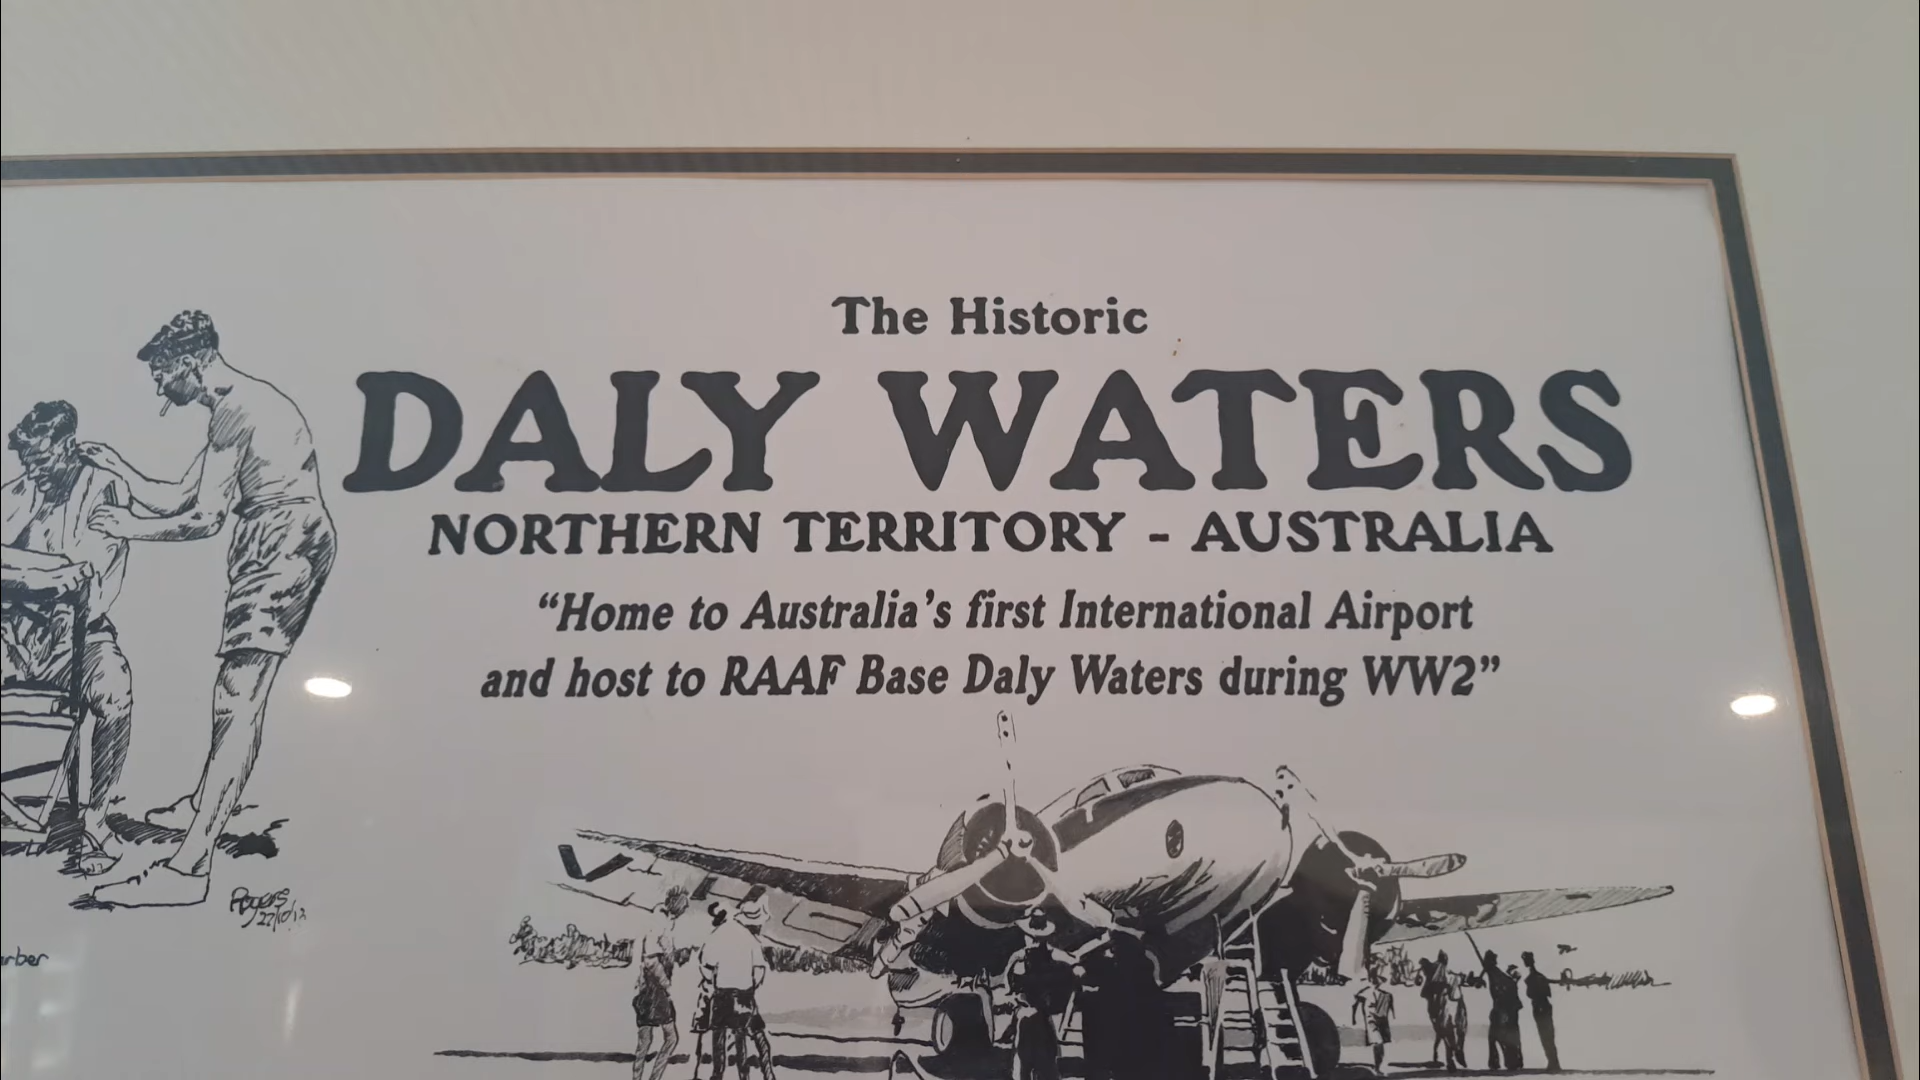 The Historic
DALY WATERS
NORTHERN TERRITORY - AUSTRALIA
“Home to Australia’s first International Airport
and host to RAAF Base Daly Waters during WW2”